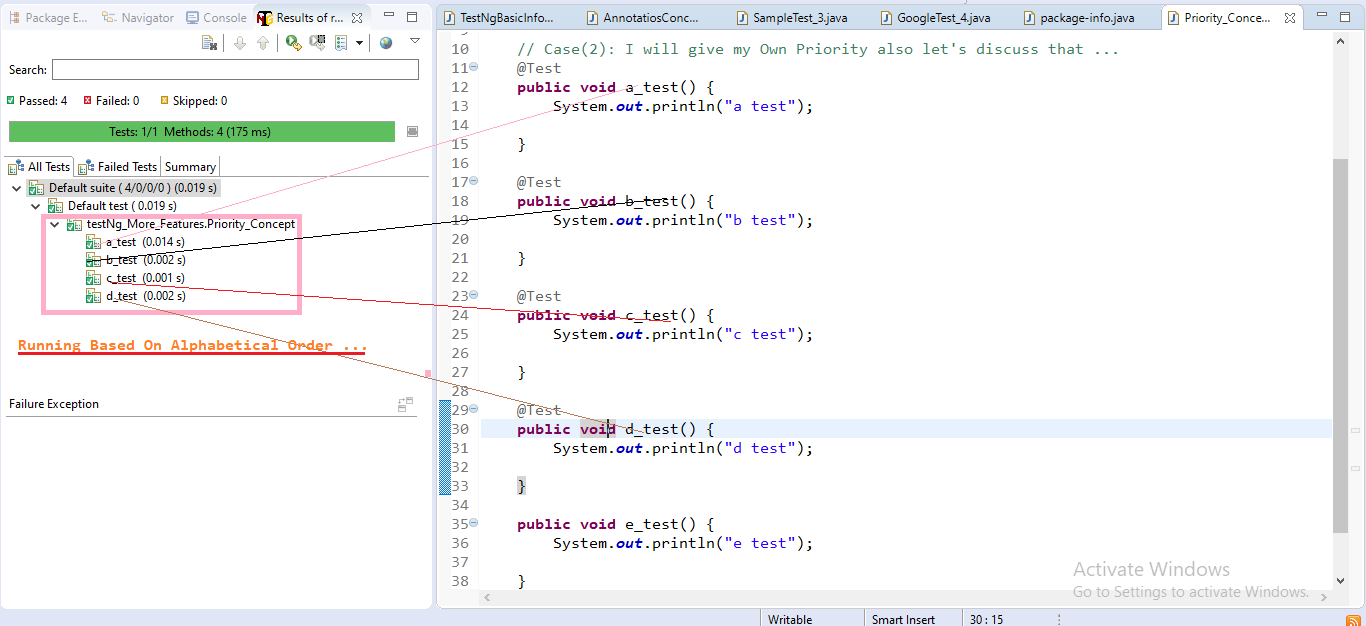 Package E...
Navigator
Console
Results of r...
Search:
Passed: 4
Failed: 0
Skipped: 0
Tests: 1/1  Methods: 4 (175 ms)
All Tests
Failed Tests
Summary
Default suite ( 4/0/0/0 ) (0.019 s)
Default test ( 0.019 s)
testNg_More_Features.Priority_Concept
a_test  (0.014 s)
b_test  (0.002 s)
c_test  (0.001 s)
d_test  (0.002 s)
Running Based On Alphabetical Order ...
Failure Exception
TestNgBasicInfo...
AnnotatiosConc...
SampleTest_3.java
GoogleTest_4.java
package-info.java
Priority_Conce...
10 // Case(2): I will give my Own Priority also let's discuss that ...
11 @Test
12 public void a_test() {
13 System.out.println("a test");
14
15 }
16
17 @Test
18 public void b_test() {
19 System.out.println("b test");
20
21 }
22
23 @Test
24 public void c_test() {
25 System.out.println("c test");
26
27 }
28
29 @Test
30 public void d_test() {
31 System.out.println("d test");
32
33 }
34
35 public void e_test() {
36 System.out.println("e test");
37
38 }
Activate Windows
Go to Settings to activate Windows.
Writable
Smart Insert
30 : 15